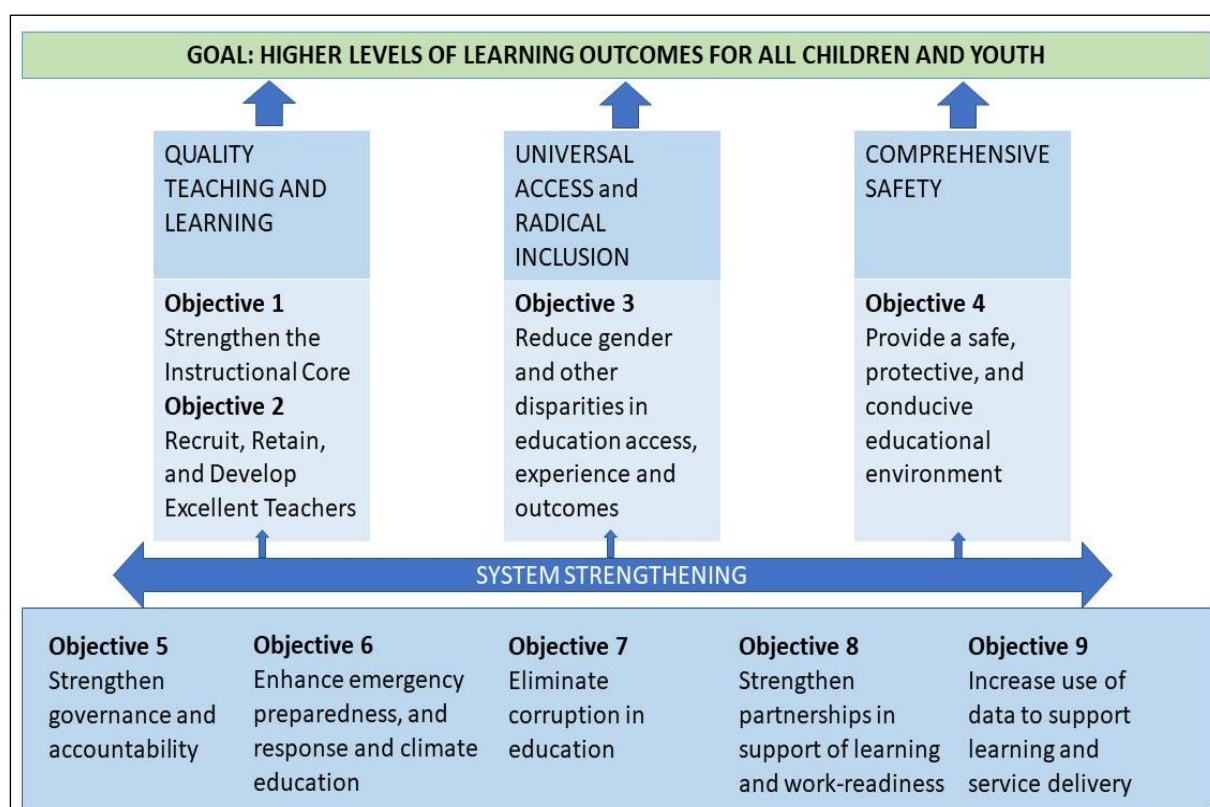 GOAL: HIGHER LEVELS OF LEARNING OUTCOMES FOR ALL CHILDREN AND YOUTH
QUALITY
TEACHING AND
LEARNING
Objective 1
Strengthen the
Instructional Core
Objective 2
Recruit, Retain,
and Develop
Excellent Teachers
UNIVERSAL
ACCESS and
RADICAL
INCLUSION
Objective 3
Reduce gender
and other
disparities in
education access,
experience and
outcomes
COMPREHENSIVE
SAFETY
Objective 4
Provide a safe,
protective, and
conducive
educational
environment
SYSTEM STRENGTHENING
Objective 5
Strengthen
governance and
accountability
Objective 6
Enhance emergency
preparedness, and
response and climate
education
Objective 7
Eliminate
corruption in
education
Objective 8
Strengthen
partnerships in
support of learning
and work-readiness
Objective 9
Increase use of
data to support
learning and
service delivery